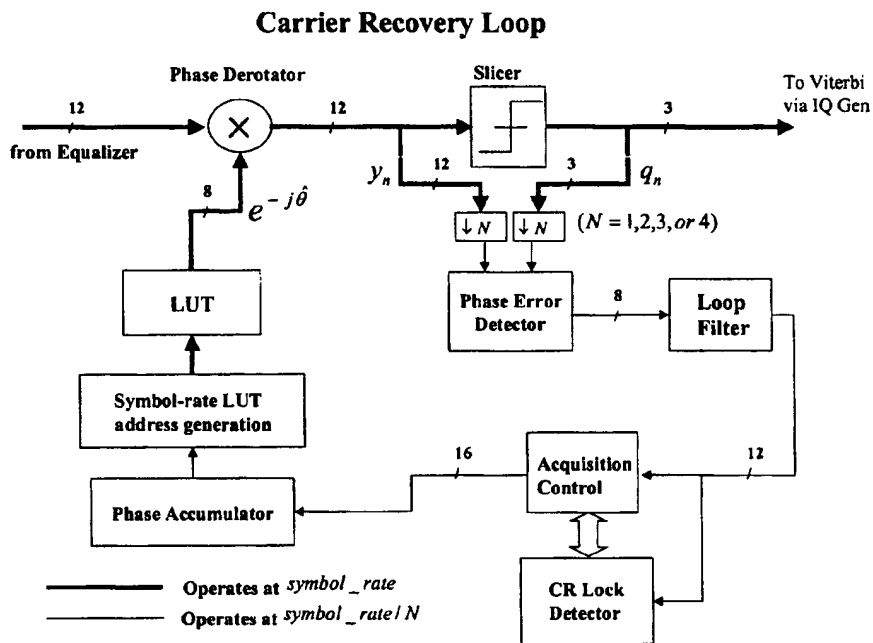 Carrier Recovery Loop
Phase Derotator
Slicer
To Viterbi
via IQ Gen
12
12
3
from Equalizer
y_n
12
3
q_n
8
e^{-j\hat{\theta}}
↓ N
↓ N
(N = 1,2,3, or 4)
LUT
Phase Error
Detector
8
Loop
Filter
Symbol-rate LUT
address generation
16
Acquisition
Control
12
Phase Accumulator
CR Lock
Detector
Operates at symbol_rate
Operates at symbol_rate/N